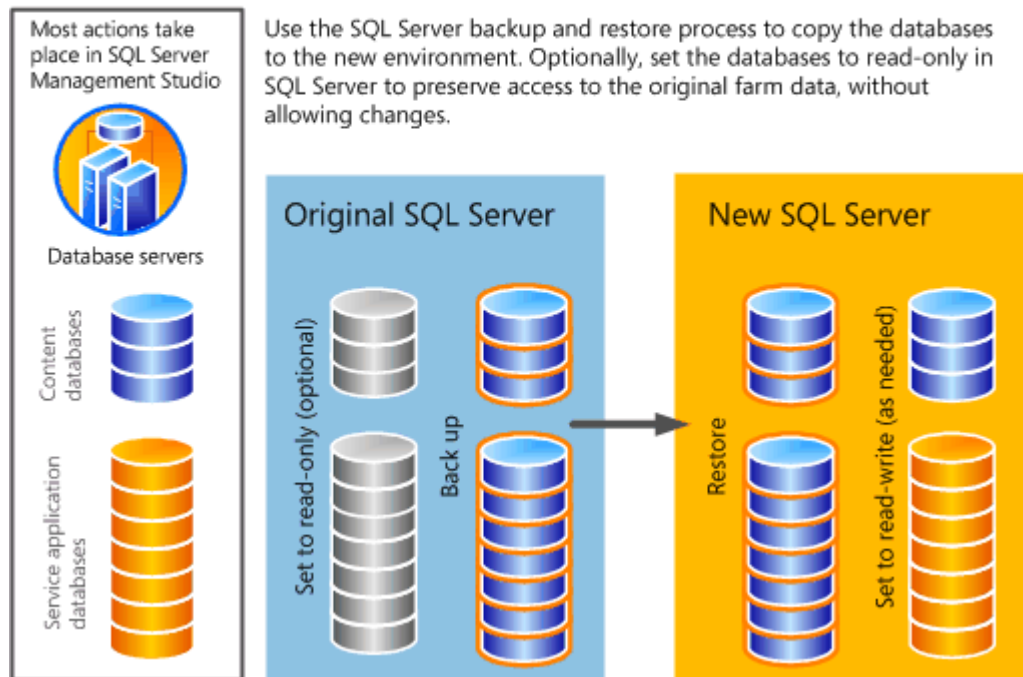 Most actions take
place in SQL Server
Management Studio
Database servers
Content
databases
Service application
databases
Use the SQL Server backup and restore process to copy the databases
to the new environment. Optionally, set the databases to read-only in
SQL Server to preserve access to the original farm data, without
allowing changes.
Original SQL Server
Set to read-only (optional)
Back up
New SQL Server
Restore
Set to read-write (as needed)